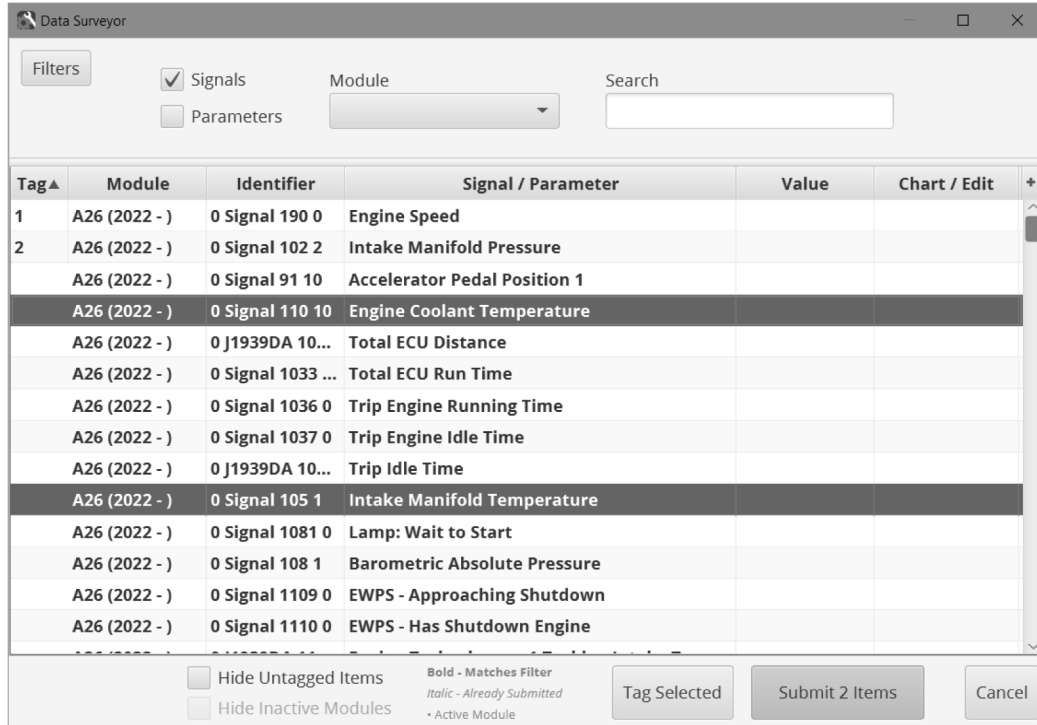 Data Surveyor
Filters
Signals
Parameters
Module
Search
Tag▲ Module Identifier Signal / Parameter Value Chart / Edit +
1 A26 (2022 - ) 0 Signal 190 0 Engine Speed
2 A26 (2022 - ) 0 Signal 102 2 Intake Manifold Pressure
A26 (2022 - ) 0 Signal 91 10 Accelerator Pedal Position 1
A26 (2022 - ) 0 Signal 110 10 Engine Coolant Temperature
A26 (2022 - ) 0 J1939DA 10... Total ECU Distance
A26 (2022 - ) 0 Signal 1033 ... Total ECU Run Time
A26 (2022 - ) 0 Signal 1036 0 Trip Engine Running Time
A26 (2022 - ) 0 Signal 1037 0 Trip Engine Idle Time
A26 (2022 - ) 0 J1939DA 10... Trip Idle Time
A26 (2022 - ) 0 Signal 105 1 Intake Manifold Temperature
A26 (2022 - ) 0 Signal 1081 0 Lamp: Wait to Start
A26 (2022 - ) 0 Signal 108 1 Barometric Absolute Pressure
A26 (2022 - ) 0 Signal 1109 0 EWPS - Approaching Shutdown
A26 (2022 - ) 0 Signal 1110 0 EWPS - Has Shutdown Engine
Hide Untagged Items
Hide Inactive Modules
Bold - Matches Filter
Italic - Already Submitted
• Active Module
Tag Selected
Submit 2 Items
Cancel